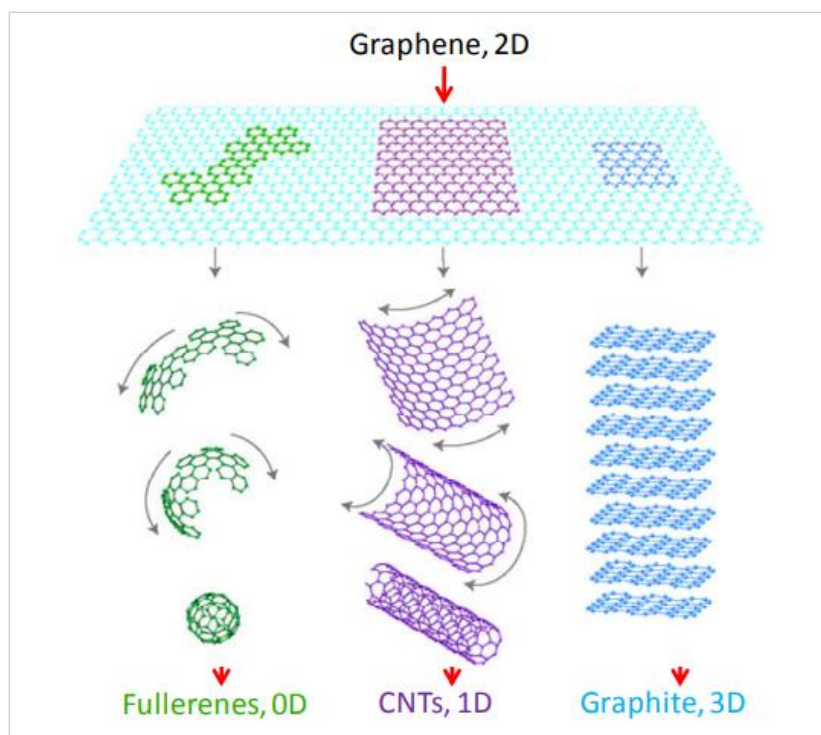 Graphene, 2D
Fullerenes, 0D
CNTs, 1D
Graphite, 3D